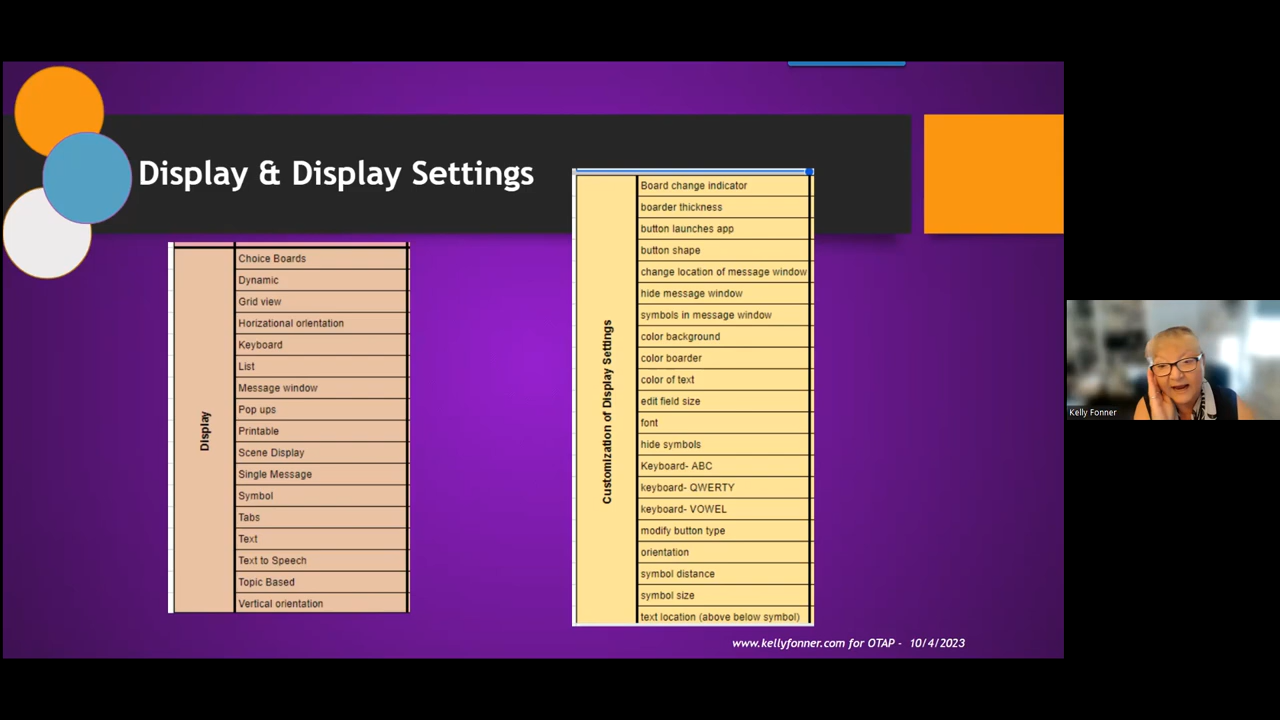 Display & Display Settings
Display
Choice Boards
Dynamic
Grid view
Horizational orientation
Keyboard
List
Message window
Pop ups
Printable
Scene Display
Single Message
Symbol
Tabs
Text
Text to Speech
Topic Based
Vertical orientation
Customization of Display Settings
Board change indicator
boarder thickness
button launches app
button shape
change location of message window
hide message window
symbols in message window
color background
color boarder
color of text
edit field size
font
hide symbols
Keyboard- ABC
keyboard- QWERTY
keyboard- VOWEL
modify button type
orientation
symbol distance
symbol size
text location (above below symbol)
www.kellyfonner.com for OTAP - 10/4/2023
Kelly Fonner